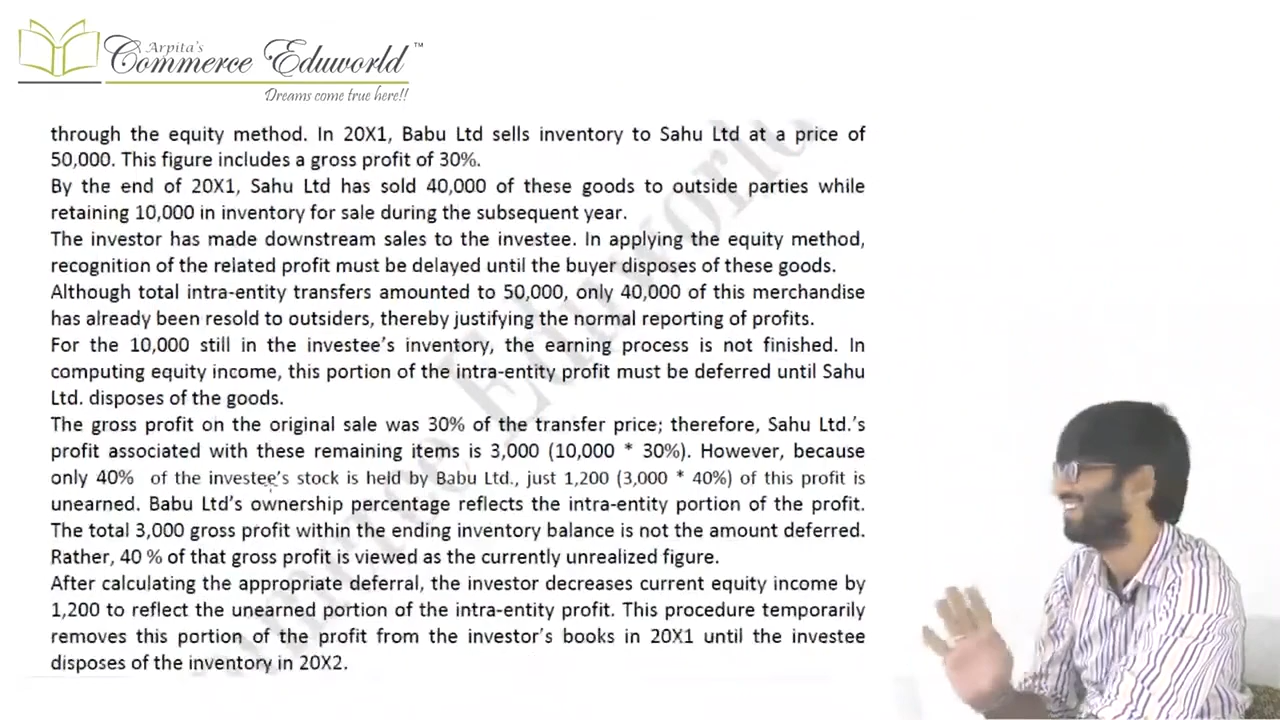 Arpita's
Commerce Eduworld™
Dreams come true here!!
through the equity method. In 20X1, Babu Ltd sells inventory to Sahu Ltd at a price of
50,000. This figure includes a gross profit of 30%.
By the end of 20X1, Sahu Ltd has sold 40,000 of these goods to outside parties while
retaining 10,000 in inventory for sale during the subsequent year.
The investor has made downstream sales to the investee. In applying the equity method,
recognition of the related profit must be delayed until the buyer disposes of these goods.
Although total intra-entity transfers amounted to 50,000, only 40,000 of this merchandise
has already been resold to outsiders, thereby justifying the normal reporting of profits.
For the 10,000 still in the investee's inventory, the earning process is not finished. In
computing equity income, this portion of the intra-entity profit must be deferred until Sahu
Ltd. disposes of the goods.
The gross profit on the original sale was 30% of the transfer price; therefore, Sahu Ltd.'s
profit associated with these remaining items is 3,000 (10,000 * 30%). However, because
only 40% of the investee's stock is held by Babu Ltd., just 1,200 (3,000 * 40%) of this profit is
unearned. Babu Ltd's ownership percentage reflects the intra-entity portion of the profit.
The total 3,000 gross profit within the ending inventory balance is not the amount deferred.
Rather, 40 % of that gross profit is viewed as the currently unrealized figure.
After calculating the appropriate deferral, the investor decreases current equity income by
1,200 to reflect the unearned portion of the intra-entity profit. This procedure temporarily
removes this portion of the profit from the investor's books in 20X1 until the investee
disposes of the inventory in 20X2.